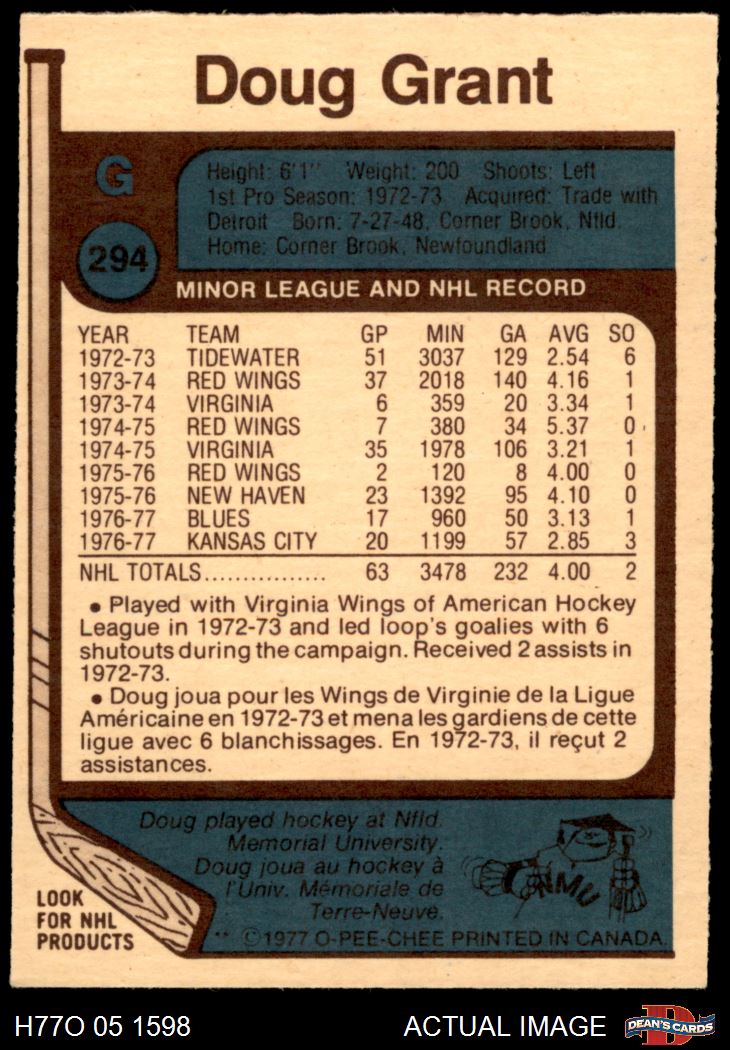 Doug Grant
G
Height: 6'1" Weight: 200 Shoots: Left
1st Pro Season: 1972-73 Acquired: Trade with
Detroit Born: 7-27-48, Corner Brook, Nfld.
Home: Corner Brook, Newfoundland
294
MINOR LEAGUE AND NHL RECORD
YEAR TEAM GP MIN GA AVG SO
1972-73 TIDEWATER 51 3037 129 2.54 6
1973-74 RED WINGS 37 2018 140 4.16 1
1973-74 VIRGINIA 6 359 20 3.34 1
1974-75 RED WINGS 7 380 34 5.37 0
1974-75 VIRGINIA 35 1978 106 3.21 1
1975-76 RED WINGS 2 120 8 4.00 0
1975-76 NEW HAVEN 23 1392 95 4.10 0
1976-77 BLUES 17 960 50 3.13 1
1976-77 KANSAS CITY 20 1199 57 2.85 3
NHL TOTALS................ 63 3478 232 4.00 2
• Played with Virginia Wings of American Hockey
League in 1972-73 and led loop's goalies with 6
shutouts during the campaign. Received 2 assists in
1972-73.
• Doug joua pour les Wings de Virginie de la Ligue
Américaine en 1972-73 et mena les gardiens de cette
ligue avec 6 blanchissages. En 1972-73, il reçut 2
assistances.
Doug played hockey at Nfld.
Memorial University.
Doug joua au hockey à
l'Univ. Mémoriale de
Terre-Neuve.
NMU
LOOK
FOR NHL
PRODUCTS
** ©1977 O-PEE-CHEE PRINTED IN CANADA.
H77O 05 1598
ACTUAL IMAGE
D
DEAN'S CARDS